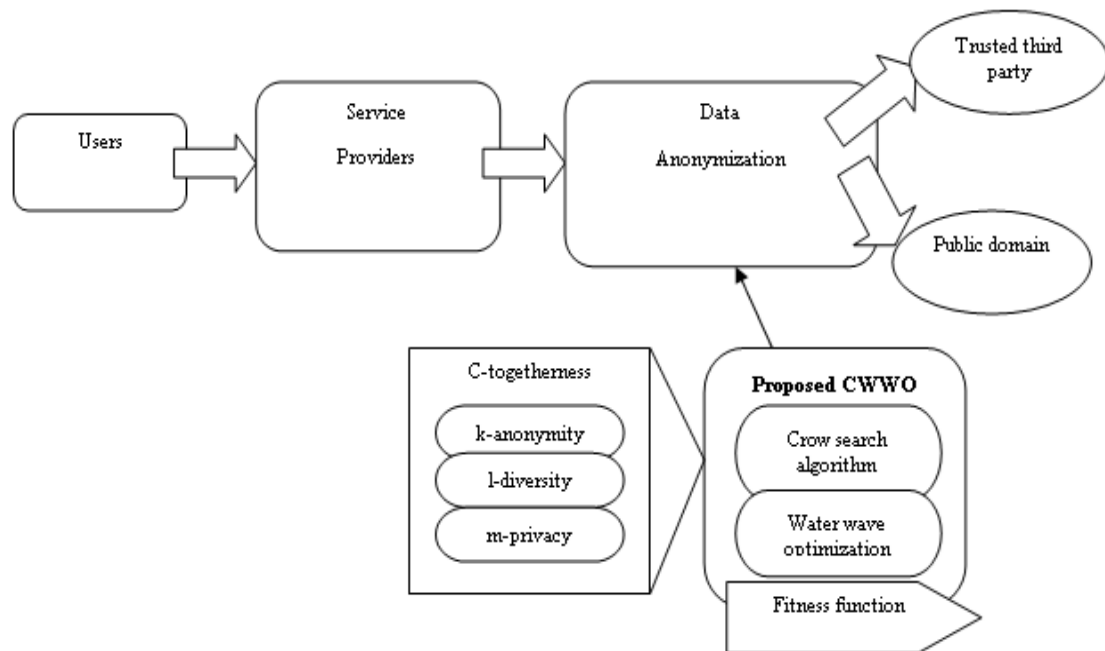 Users
Service
Providers
Data
Anonymization
Trusted third
party
Public domain
C-togetherness
k-anonymity
l-diversity
m-privacy
Proposed CWWO
Crow search
algorithm
Water wave
optimization
Fitness function